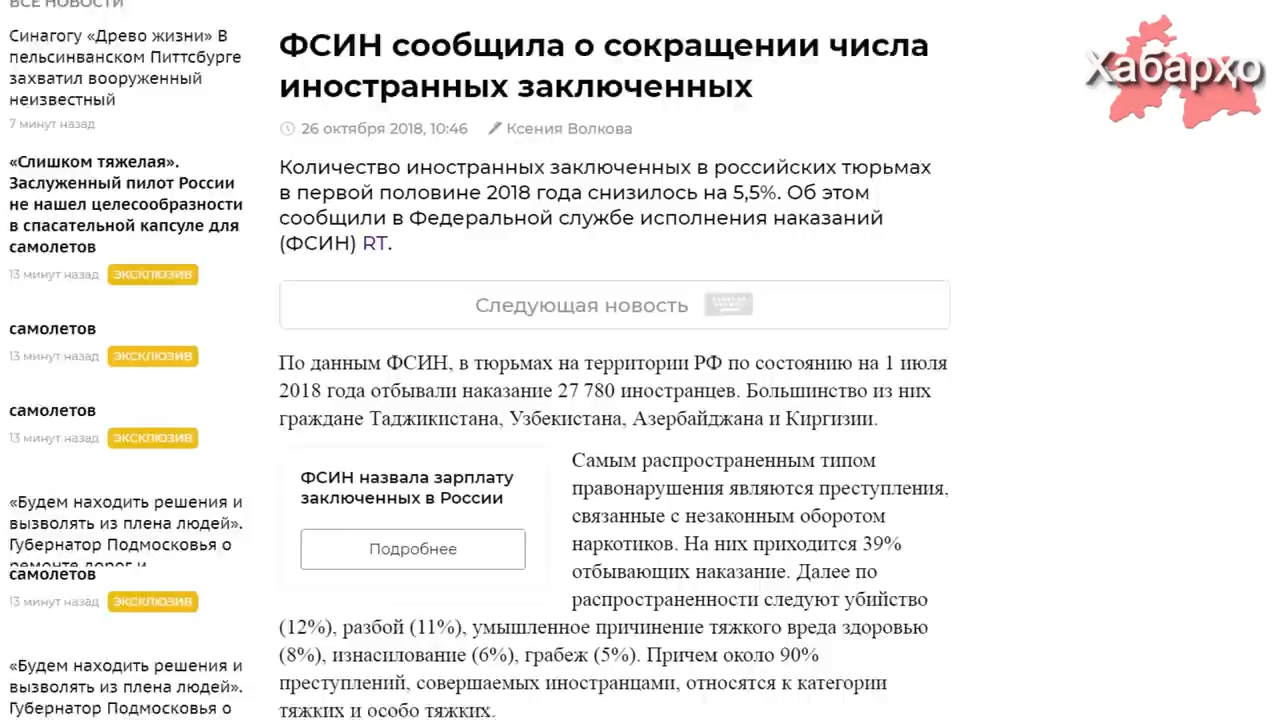 ВСЕ НОВОСТИ
Синагогу «Древо жизни» В
пельсинванском Питтсбурге
захватил вооруженный
неизвестный
7 минут назад
«Слишком тяжелая».
Заслуженный пилот России
не нашел целесообразности
в спасательной капсуле для
самолетов
13 минут назад ЭКСКЛЮЗИВ
самолетов
13 минут назад ЭКСКЛЮЗИВ
самолетов
13 минут назад ЭКСКЛЮЗИВ
«Будем находить решения и
вызволять из плена людей».
Губернатор Подмосковья о
ремонте дорог и
самолетов
13 минут назад ЭКСКЛЮЗИВ
«Будем находить решения и
вызволять из плена людей».
Губернатор Подмосковья о
ФСИН сообщила о сокращении числа
иностранных заключенных
26 октября 2018, 10:46 Ксения Волкова
Количество иностранных заключенных в российских тюрьмах
в первой половине 2018 года снизилось на 5,5%. Об этом
сообщили в Федеральной службе исполнения наказаний
(ФСИН) RT.
Следующая новость
По данным ФСИН, в тюрьмах на территории РФ по состоянию на 1 июля
2018 года отбывали наказание 27 780 иностранцев. Большинство из них
граждане Таджикистана, Узбекистана, Азербайджана и Киргизии.
ФСИН назвала зарплату
заключенных в России
Подробнее
Самым распространенным типом
правонарушения являются преступления,
связанные с незаконным оборотом
наркотиков. На них приходится 39%
отбывающих наказание. Далее по
распространенности следуют убийство
(12%), разбой (11%), умышленное причинение тяжкого вреда здоровью
(8%), изнасилование (6%), грабеж (5%). Причем около 90%
преступлений, совершаемых иностранцами, относятся к категории
тяжких и особо тяжких.
Хабархо